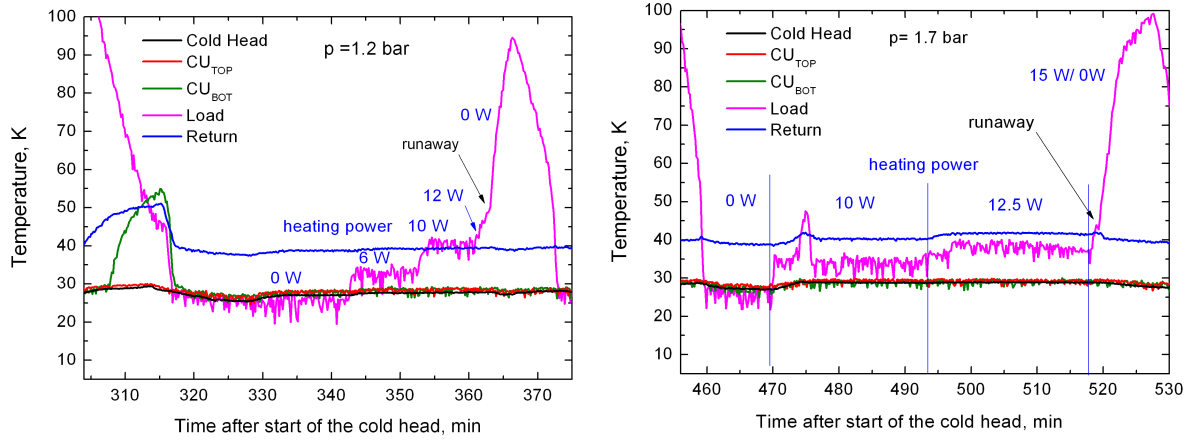 100
90
80
70
60
50
40
30
20
10
Temperature, K
Cold Head
CU_TOP
CU_BOT
Load
Return
p =1.2 bar
0 W
runaway
12 W
heating power
10 W
6 W
0 W
310 320 330 340 350 360 370
Time after start of the cold head, min
100
90
80
70
60
50
40
30
20
10
Temperature, K
Cold Head
CU_TOP
CU_BOT
Load
Return
p= 1.7 bar
15 W/ 0W
runaway
heating power
0 W
10 W
12.5 W
460 470 480 490 500 510 520 530
Time after start of the cold head, min